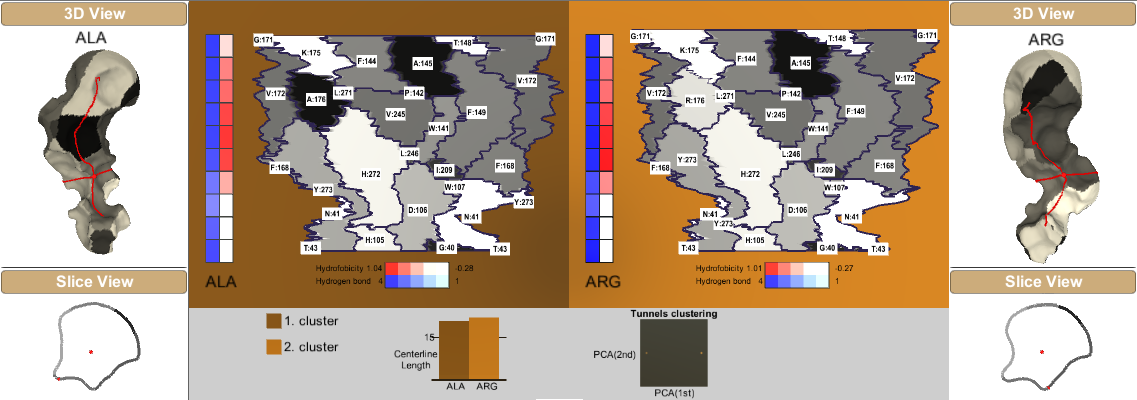 3D View
ALA
Slice View
G:171
T:148
G:171
K:175
F:144
A:145
V:172
V:172
A:176
L:271
P:142
V:245
F:149
W:141
L:246
F:168
H:272
I:209
F:168
Y:273
W:107
Y:273
N:41
D:106
N:41
T:43
H:105
G:40
T:43
ALA
Hydrofobicity 1.04
-0.28
Hydrogen bond 4
1
G:171
T:148
G:171
K:175
F:144
A:145
V:172
V:172
R:176
L:271
P:142
V:245
F:149
W:141
L:246
Y:273
F:168
H:272
I:209
F:168
W:107
N:41
D:106
N:41
Y:273
T:43
H:105
G:40
T:43
ARG
Hydrofobicity 1.01
-0.27
Hydrogen bond 4
1
1. cluster
2. cluster
15
Centerline
Length
ALA
ARG
Tunnels clustering
PCA(2nd)
PCA(1st)
3D View
ARG
Slice View